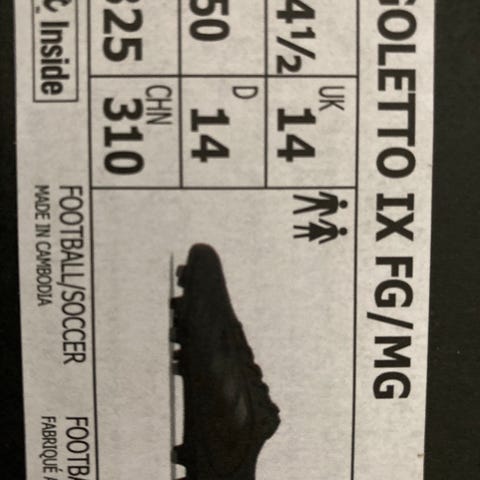 GOLETTO IX FG/MG
4½ UK 14
50 D 14
325 CHN 310
Inside
FOOTBALL/SOCCER
MADE IN CAMBODIA
FABRIQUÉ